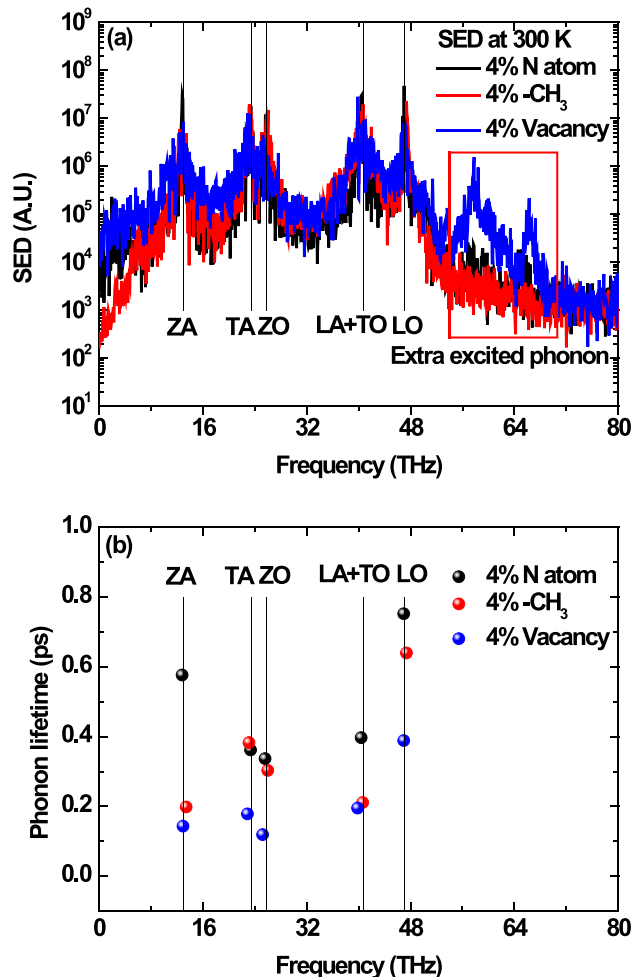 (a)
SED at 300 K
4% N atom
4% -CH₃
4% Vacancy
10⁹
10⁸
10⁷
10⁶
10⁵
10⁴
10³
10²
10¹
SED (A.U.)
ZA TA ZO LA+TO LO
Extra excited phonon
0 16 32 48 64 80
Frequency (THz)
(b)
ZA TA ZO LA+TO LO
4% N atom
4% -CH₃
4% Vacancy
1.0
0.8
0.6
0.4
0.2
0.0
Phonon lifetime (ps)
0 16 32 48 64 80
Frequency (THz)